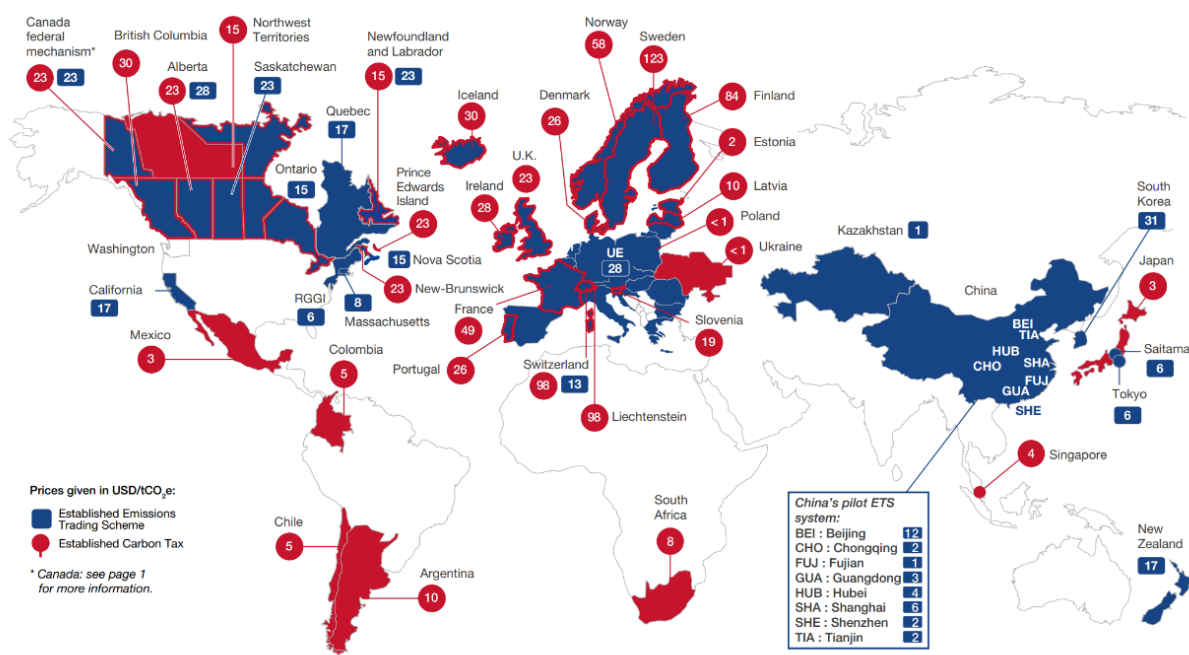 Canada
federal
mechanism*
23 23
British Columbia
30
Alberta
23 28
Northwest
Territories
15
Saskatchewan
23
Newfoundland
and Labrador
15 23
Quebec
17
Ontario
15
Prince
Edwards
Island
23
15 Nova Scotia
23 New-Brunswick
8
Massachusetts
RGGI
6
Washington
California
17
Mexico
3
Colombia
5
Chile
5
Argentina
10
Iceland
30
Ireland
28
U.K.
23
Denmark
26
Norway
58
Sweden
123
84 Finland
2 Estonia
10 Latvia
<1 Poland
<1 Ukraine
UE
28
France
49
Portugal 26
Switzerland
98 13
98 Liechtenstein
Slovenia
19
South
Africa
8
Kazakhstan 1
China
BEI
TIA
HUB
CHO
SHA
FUJ
GUA
SHE
South
Korea
31
Japan
3
Saitama
6
Tokyo
6
4 Singapore
New
Zealand
17
Prices given in USD/tCO₂e:
Established Emissions
Trading Scheme
Established Carbon Tax
* Canada: see page 1
for more information.
China's pilot ETS
system:
BEI : Beijing 12
CHO : Chongqing 2
FUJ : Fujian 1
GUA : Guangdong 3
HUB : Hubei 4
SHA : Shanghai 6
SHE : Shenzhen 2
TIA : Tianjin 2